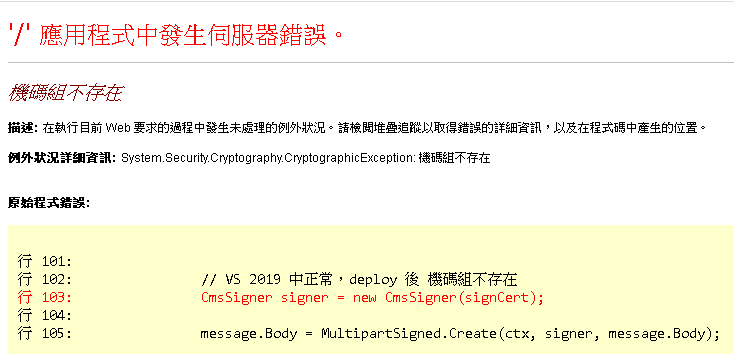 '/' 應用程式中發生伺服器錯誤。
機碼組不存在
描述: 在執行目前 Web 要求的過程中發生未處理的例外狀況。請檢閱堆疊追蹤以取得錯誤的詳細資訊，以及在程式碼中產生的位置。
例外狀況詳細資訊: System.Security.Cryptography.CryptographicException: 機碼組不存在
原始程式錯誤:
行 101:
行 102:                // VS 2019 中正常，deploy 後 機碼組不存在
行 103:                CmsSigner signer = new CmsSigner(signCert);
行 104:
行 105:                message.Body = MultipartSigned.Create(ctx, signer, message.Body);